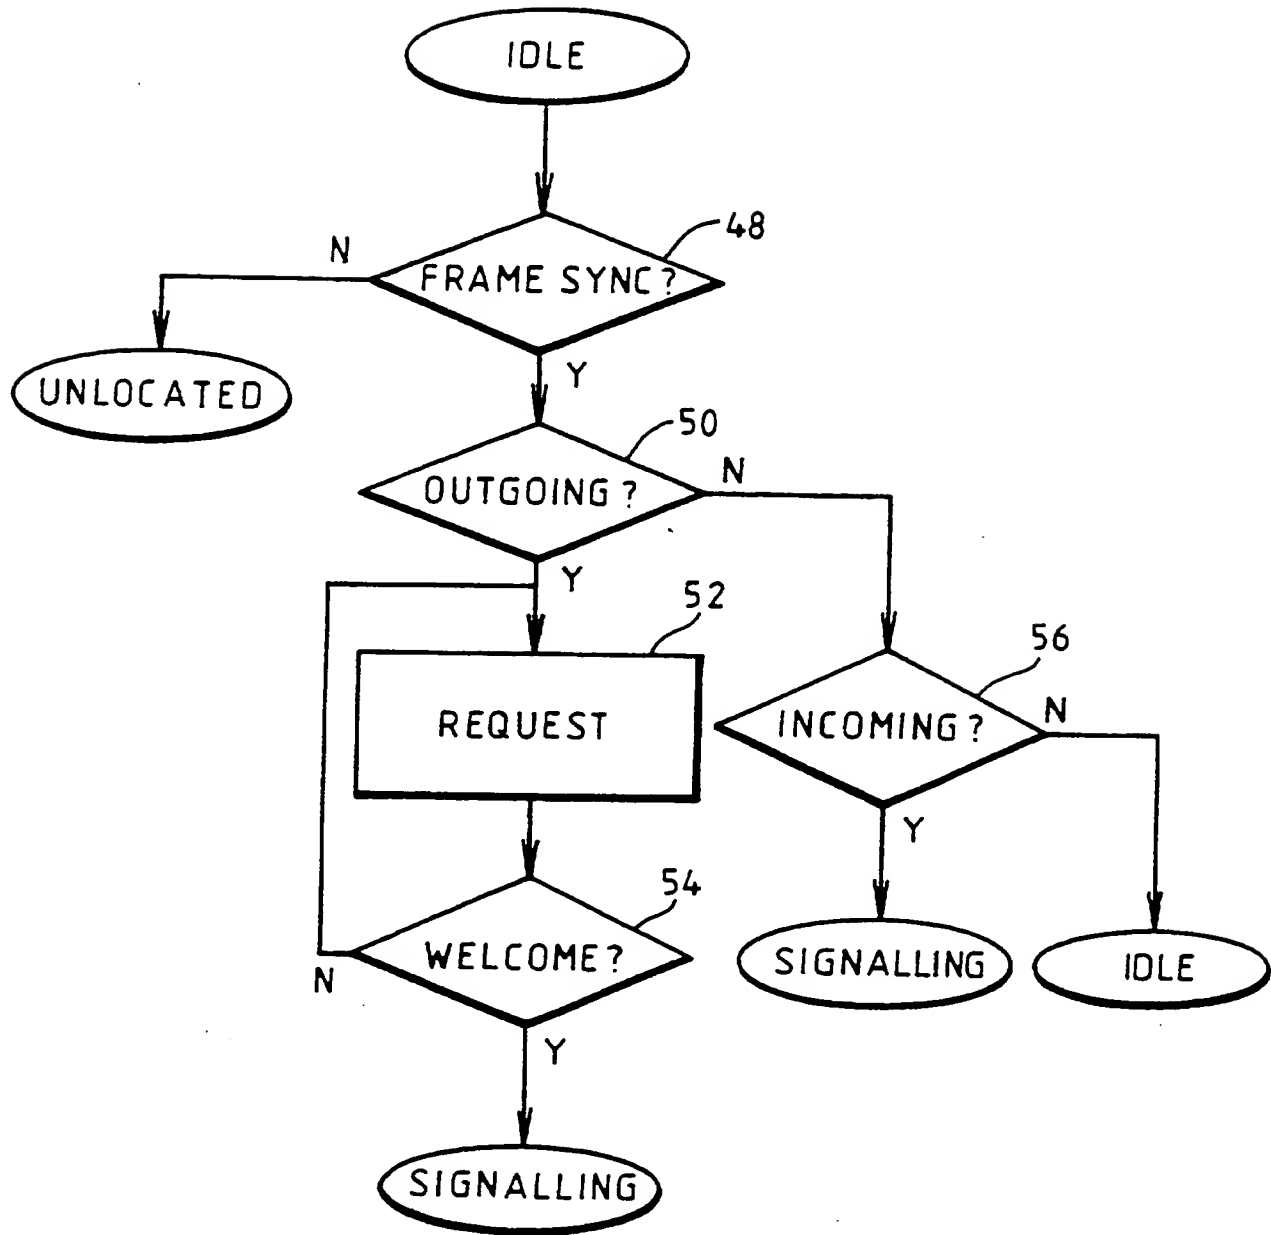 IDLE
48
N
FRAME SYNC?
Y
UNLOCATED
50
N
OUTGOING?
Y
52
56
REQUEST
INCOMING?
N
Y
54
WELCOME?
N
SIGNALLING
IDLE
Y
SIGNALLING